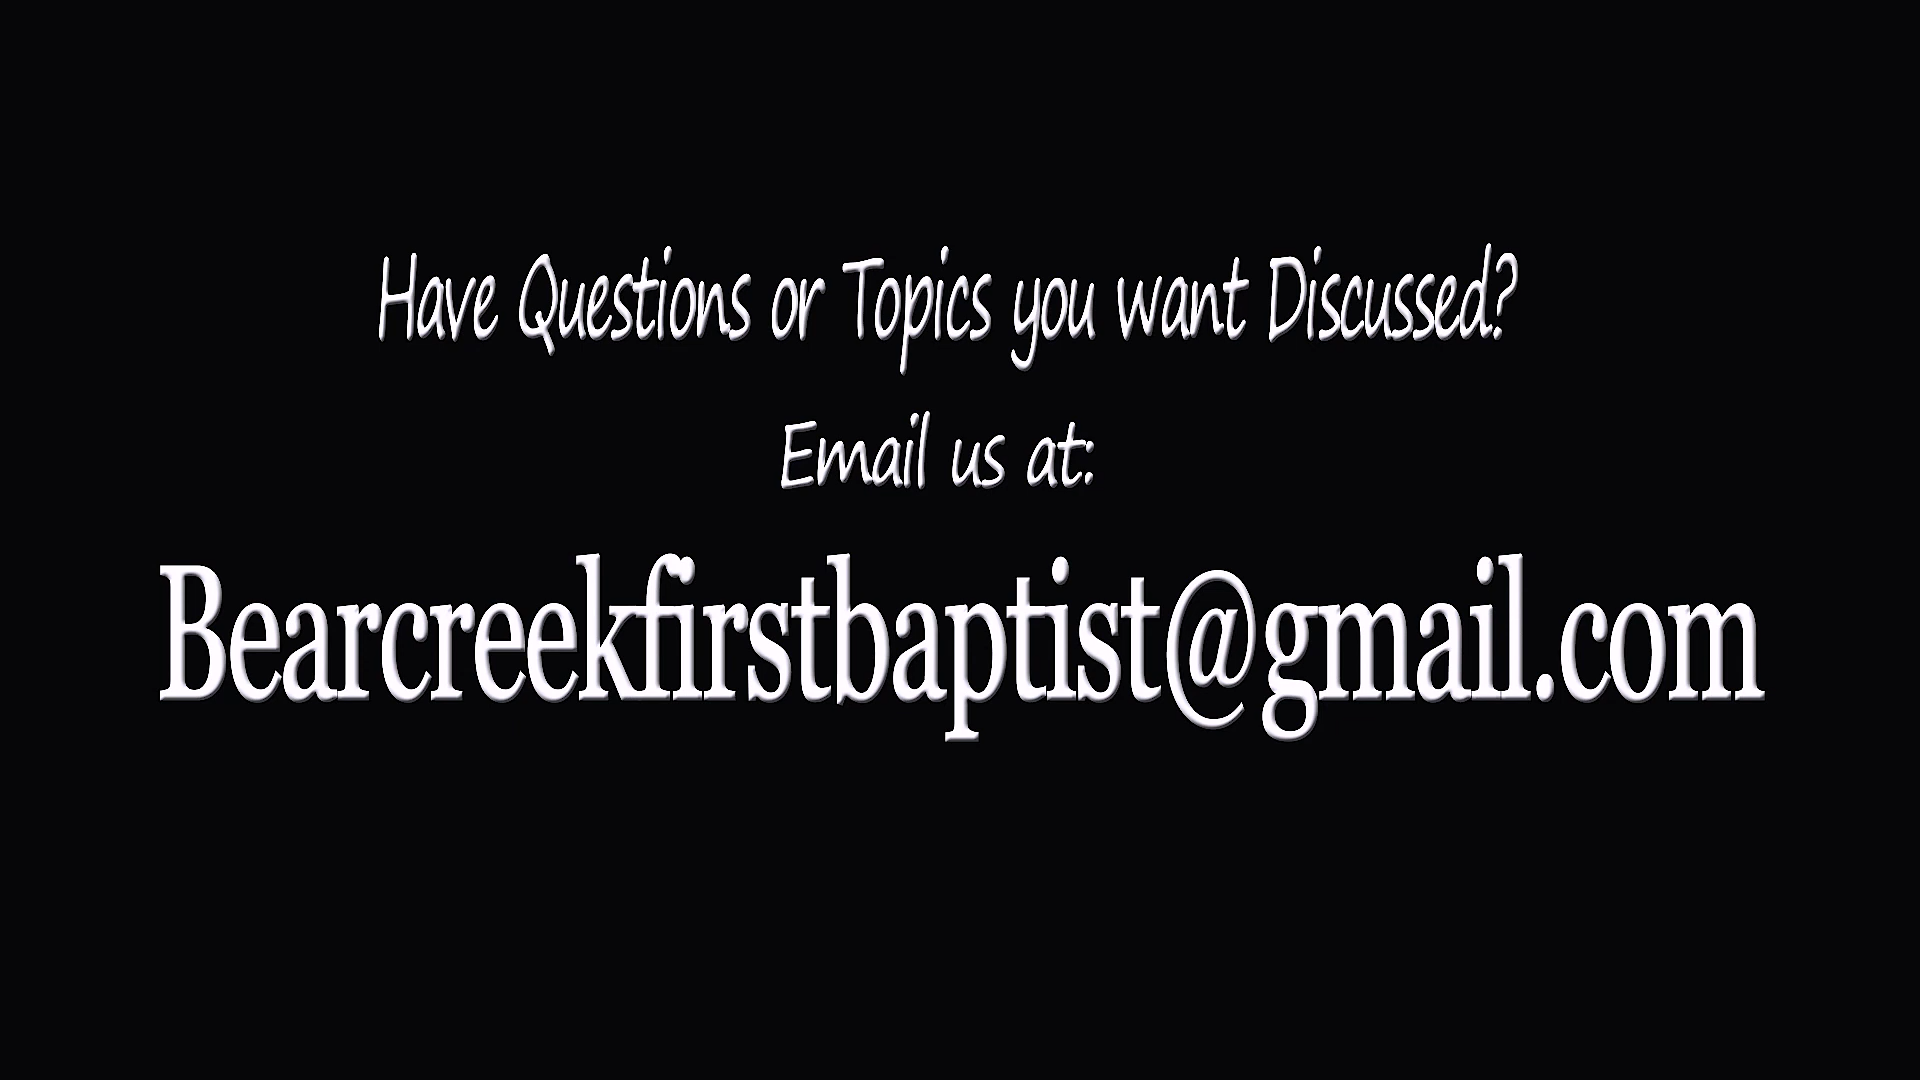 Have Questions or Topics you want Discussed?
Email us at:
Bearcreekfirstbaptist@gmail.com